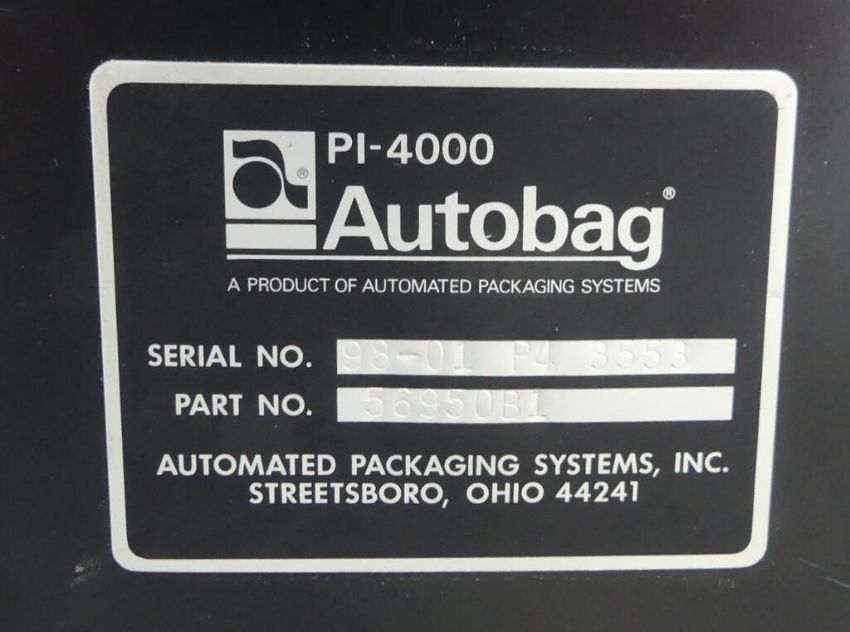 PI-4000
Autobag®
A PRODUCT OF AUTOMATED PACKAGING SYSTEMS
SERIAL NO. 98-01 P4 3553
PART NO. 56950B1
AUTOMATED PACKAGING SYSTEMS, INC.
STREETSBORO, OHIO 44241